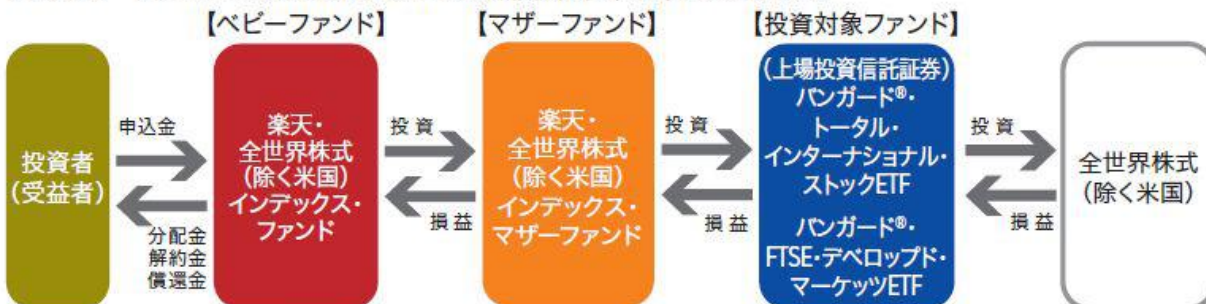 【ベビーファンド】
【マザーファンド】
【投資対象ファンド】
投資者
(受益者)
申込金
分配金
解約金
償還金
楽天・
全世界株式
(除く米国)
インデックス・
ファンド
投資
損益
楽天・
全世界株式
(除く米国)
インデックス・
マザーファンド
投資
損益
(上場投資信託証券)
バンガード®・
トータル・
インターナショナル・
ストックETF
バンガード®・
FTSE・デベロップド・
マーケッツETF
投資
損益
全世界株式
(除く米国)